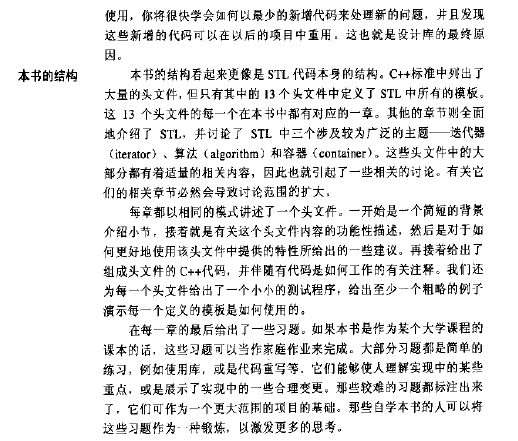 使用，你将很快学会如何以最少的新增代码来处理新的问题，并且发现
这些新增的代码可以在以后的项目中重用。这也就是设计库的最终原
因。
本书的结构
本书的结构看起来更像是 STL 代码本身的结构。C++标准中列出了
大量的头文件，但只有其中的 13 个头文件中定义了 STL 中所有的模板。
这 13 个头文件的每一个在本书中都有对应的一章。其他的章节则全面
地介绍了 STL，并讨论了 STL 中三个涉及较为广泛的主题——迭代器
（iterator）、算法（algorithm）和容器（container）。这些头文件中的大
部分都有着适量的相关内容，因此也就引起了一些相关的讨论。有关它
们的相关章节必然会导致讨论范围的扩大。
每章都以相同的模式讲述了一个头文件。一开始是一个简短的背景
介绍小节，接着就是有关这个头文件内容的功能性描述，然后是对于如
何更好地使用该头文件中提供的特性所给出的一些建议。再接着给出了
组成头文件的 C++代码，并伴随有代码是如何工作的有关注释。我们还
为每一个头文件给出了一个小小的测试程序，给出至少一个粗略的例子
演示每一个定义的模板是如何使用的。
在每一章的最后给出了一些习题。如果本书是作为某个大学课程的
课本的话，这些习题可以当作家庭作业来完成。大部分习题都是简单的
练习，例如使用库，或是代码重写等，它们能够使人理解实现中的某些
重点，或是展示了实现中的一些合理变更。那些较难的习题都标注出来
了，它们可作为一个更大范围的项目的基础。那些自学本书的人可以将
这些习题作为一种锻炼，以激发更多的思考。